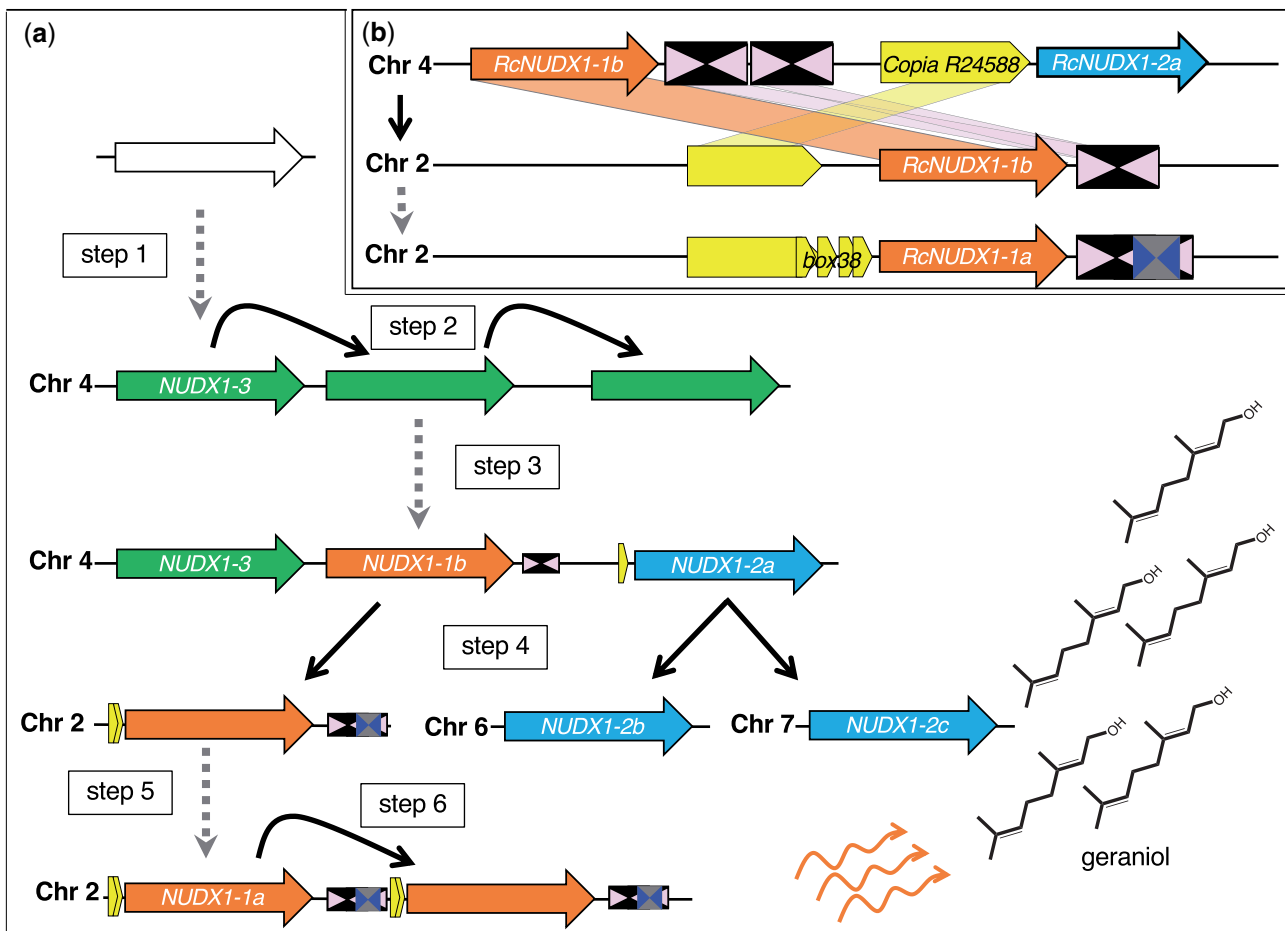 (a)
(b)
Chr 4 RcNUDX1-1b Copia R24588 RcNUDX1-2a
Chr 2 RcNUDX1-1b
Chr 2 box38 RcNUDX1-1a
step 1
step 2
Chr 4 NUDX1-3
step 3
Chr 4 NUDX1-3 NUDX1-1b NUDX1-2a
step 4
Chr 2 Chr 6 NUDX1-2b Chr 7 NUDX1-2c
step 5
step 6
Chr 2 NUDX1-1a
OH
OH
OH
OH
OH
geraniol